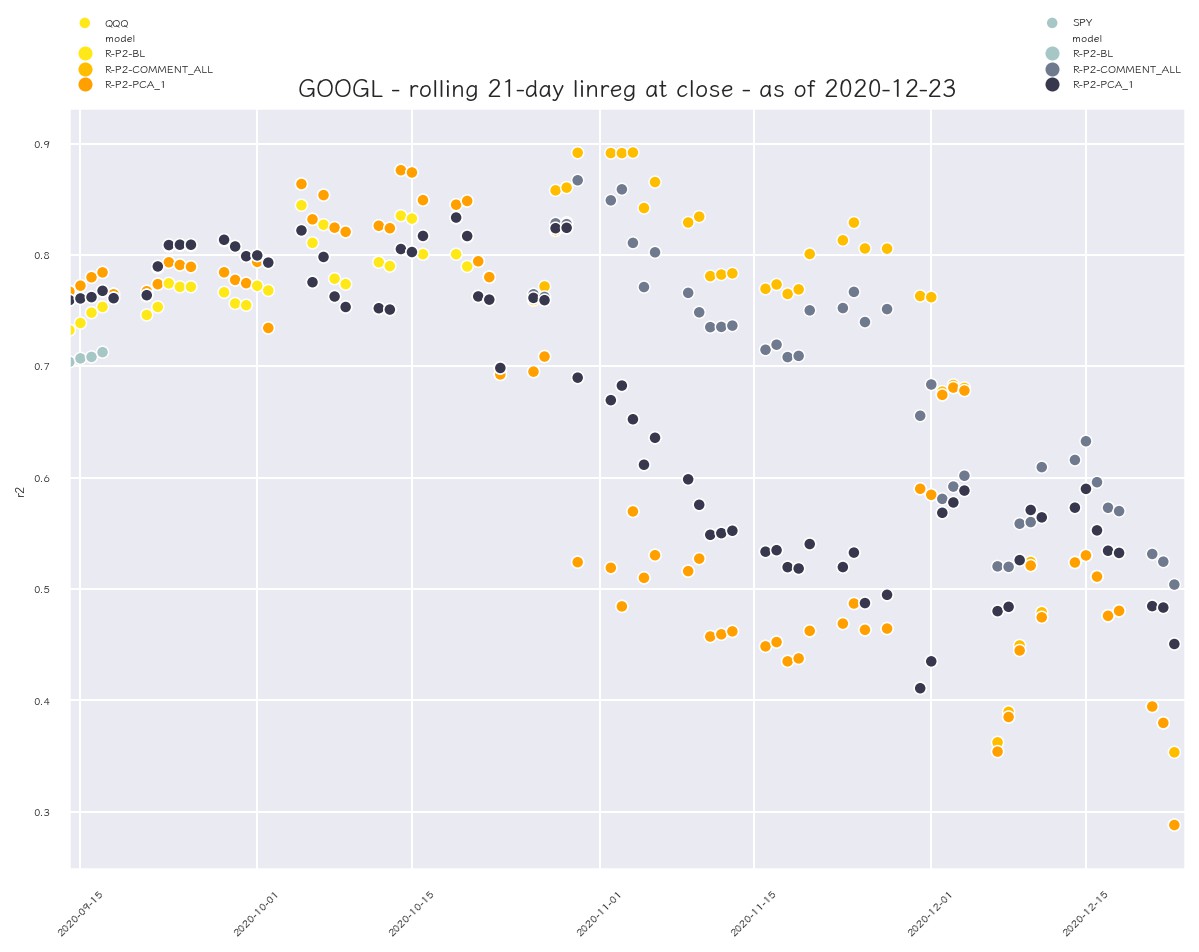 QQQ
model
R-P2-BL
R-P2-COMMENT_ALL
R-P2-PCA_1
SPY
model
R-P2-BL
R-P2-COMMENT_ALL
R-P2-PCA_1
GOOGL - rolling 21-day linreg at close - as of 2020-12-23
0.9
0.8
0.7
0.6
0.5
0.4
0.3
r2
2020-09-15
2020-10-01
2020-10-15
2020-11-01
2020-11-15
2020-12-01
2020-12-15